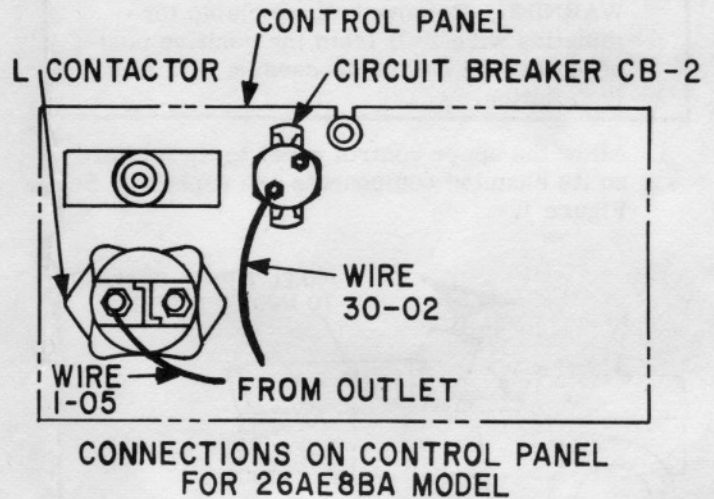 CONTROL PANEL
L CONTACTOR
CIRCUIT BREAKER CB-2
WIRE
30-02
WIRE
1-05
FROM OUTLET
CONNECTIONS ON CONTROL PANEL
FOR 26AE8BA MODEL